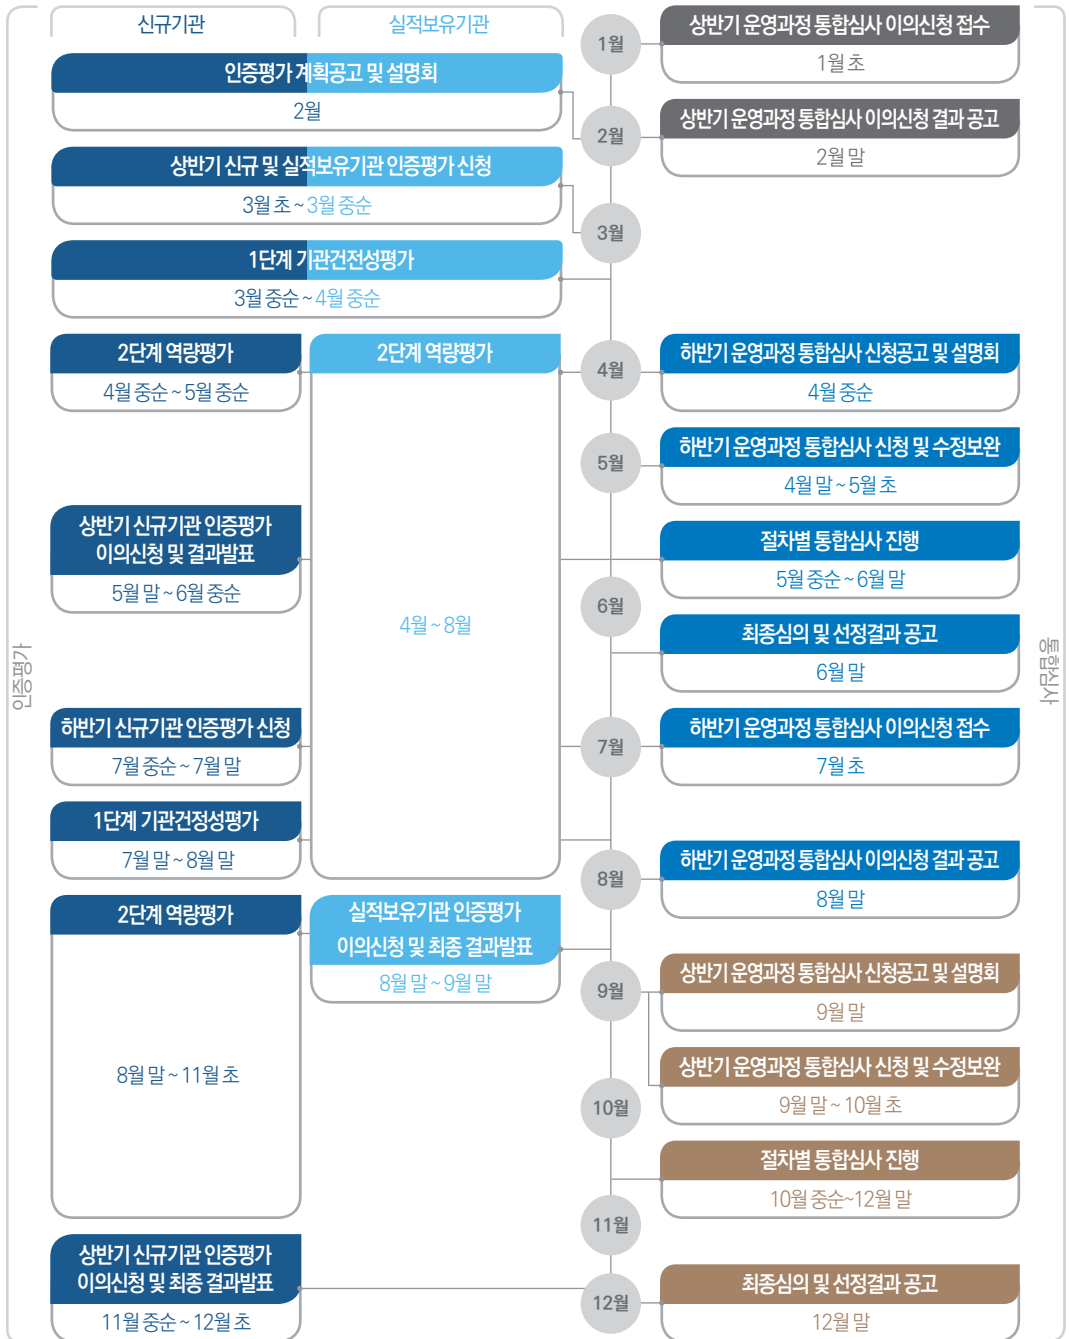 인증평가
신규기관
실적보유기관
인증평가 계획공고 및 설명회
2월
상반기 신규 및 실적보유기관 인증평가 신청
3월 초 ~ 3월 중순
1단계 기관건전성평가
3월 중순 ~ 4월 중순
2단계 역량평가
4월 중순 ~ 5월 중순
2단계 역량평가
4월 ~ 8월
상반기 신규기관 인증평가
이의신청 및 결과발표
5월 말 ~ 6월 중순
하반기 신규기관 인증평가 신청
7월 중순 ~ 7월 말
1단계 기관건정성평가
7월 말 ~ 8월 말
2단계 역량평가
8월 말 ~ 11월 초
실적보유기관 인증평가
이의신청 및 최종 결과발표
8월 말 ~ 9월 말
상반기 신규기관 인증평가
이의신청 및 최종 결과발표
11월 중순 ~ 12월 초
1월
2월
3월
4월
5월
6월
7월
8월
9월
10월
11월
12월
상반기 운영과정 통합심사 이의신청 접수
1월 초
상반기 운영과정 통합심사 이의신청 결과 공고
2월 말
하반기 운영과정 통합심사 신청공고 및 설명회
4월 중순
하반기 운영과정 통합심사 신청 및 수정보완
4월 말 ~ 5월 초
절차별 통합심사 진행
5월 중순 ~ 6월 말
최종심의 및 선정결과 공고
6월 말
하반기 운영과정 통합심사 이의신청 접수
7월 초
하반기 운영과정 통합심사 이의신청 결과 공고
8월 말
상반기 운영과정 통합심사 신청공고 및 설명회
9월 말
상반기 운영과정 통합심사 신청 및 수정보완
9월 말 ~ 10월 초
절차별 통합심사 진행
10월 중순~12월 말
최종심의 및 선정결과 공고
12월 말
통합심사